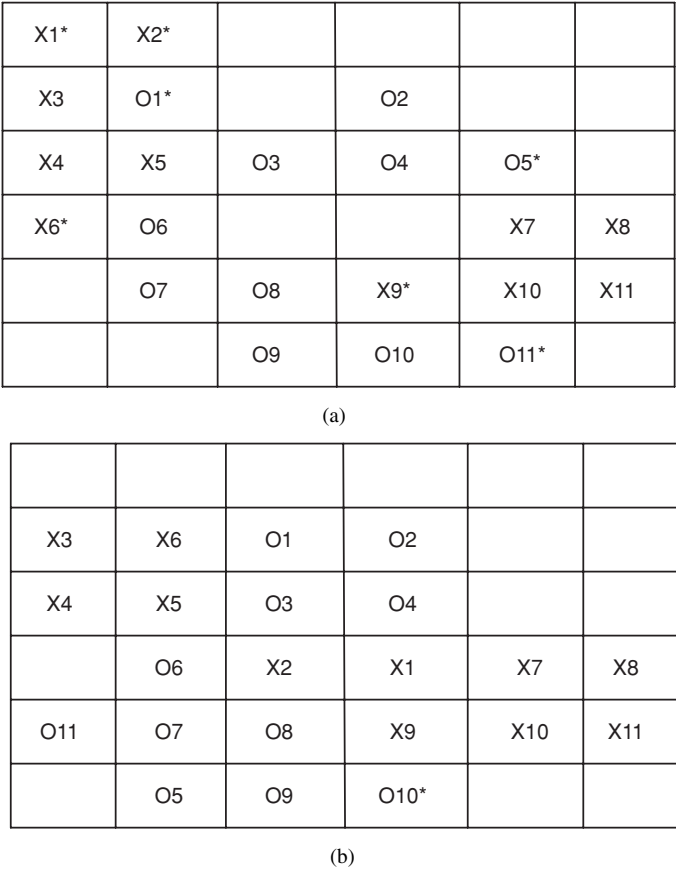 X1* X2*
X3 O1* O2
X4 X5 O3 O4 O5*
X6* O6 X7 X8
O7 O8 X9* X10 X11
O9 O10 O11*
(a)
X3 X6 O1 O2
X4 X5 O3 O4
O6 X2 X1 X7 X8
O11 O7 O8 X9 X10 X11
O5 O9 O10*
(b)